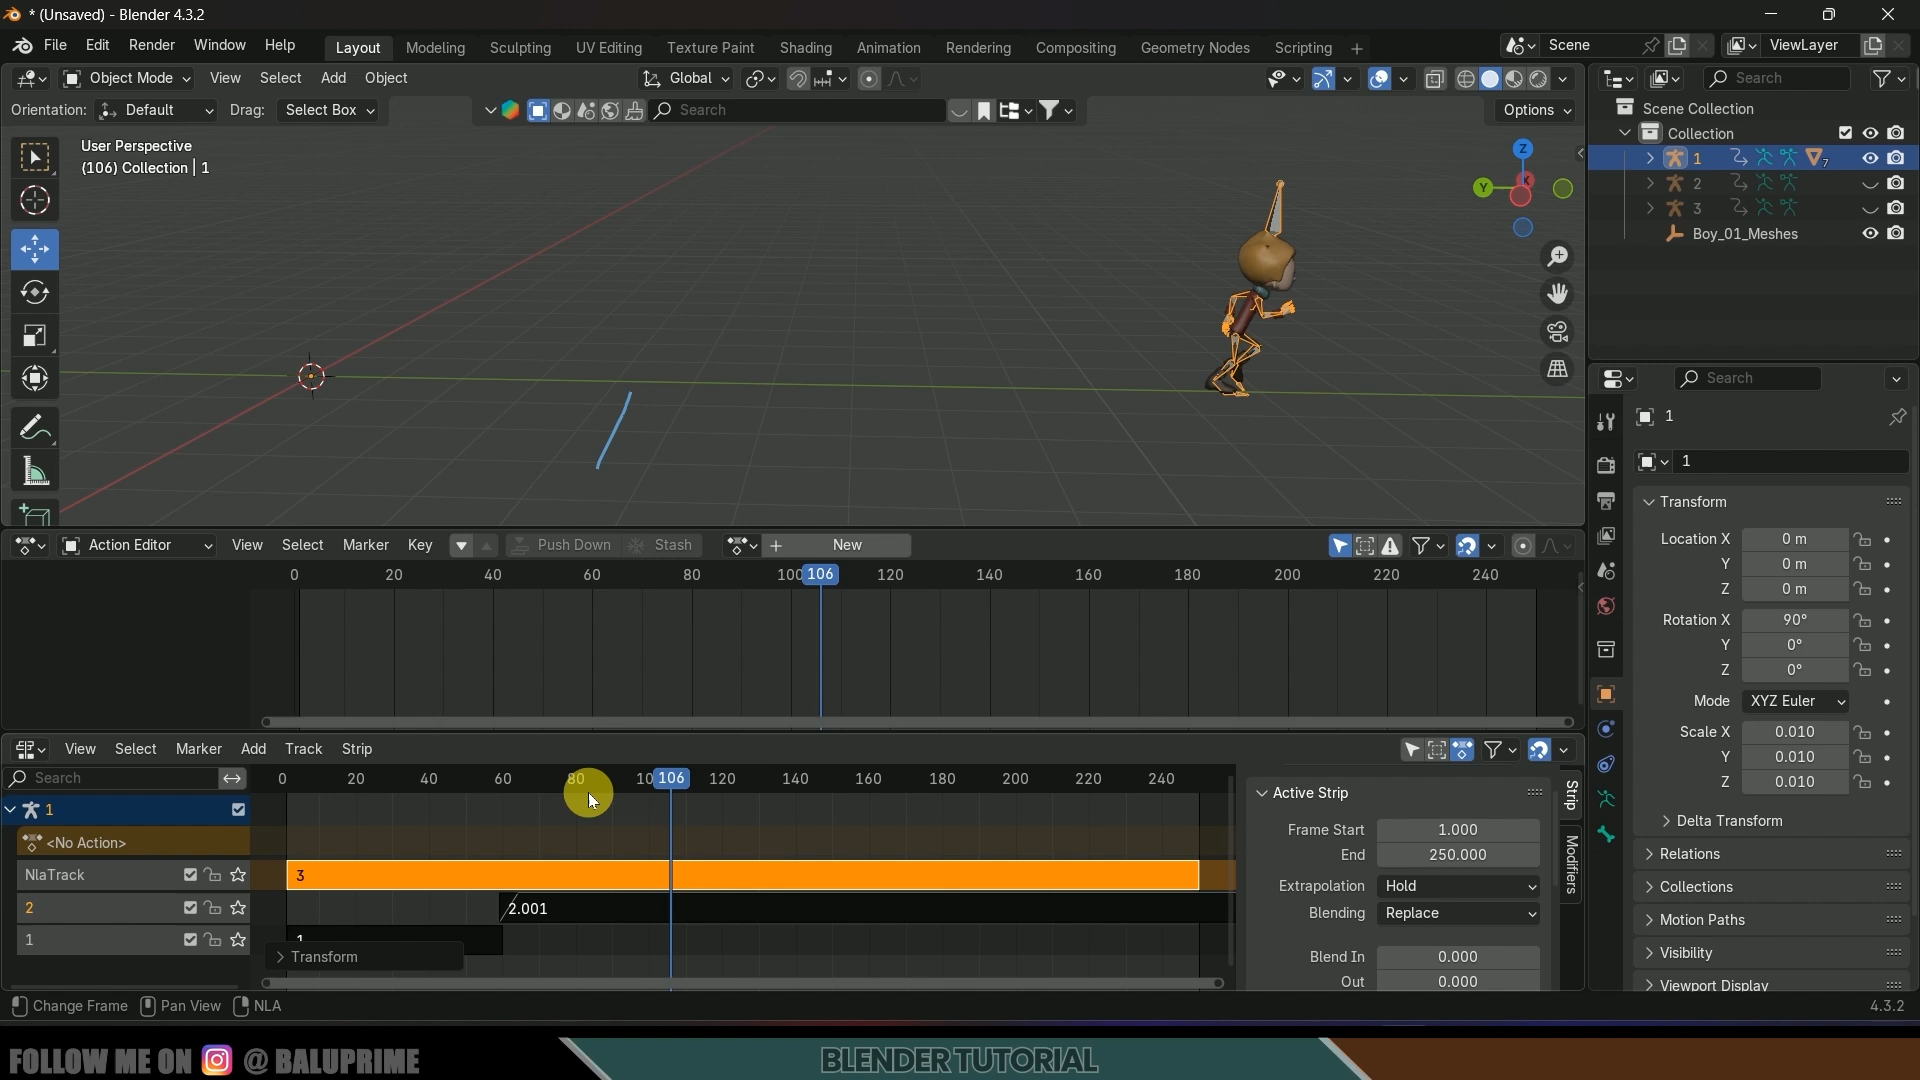 * (Unsaved) - Blender 4.3.2
File Edit Render Window Help Layout Modeling Sculpting UV Editing Texture Paint Shading Animation Rendering Compositing Geometry Nodes Scripting + Scene ViewLayer
Object Mode View Select Add Object Global Search
Orientation: Default Drag: Select Box Search Options
Scene Collection
Collection
1 7
2
3
Boy_01_Meshes
User Perspective
(106) Collection | 1
Z
Y
X
Search
1
1
Transform
Location X 0 m
Y 0 m
Z 0 m
Rotation X 90°
Y 0°
Z 0°
Mode XYZ Euler
Scale X 0.010
Y 0.010
Z 0.010
Delta Transform
Relations
Collections
Motion Paths
Visibility
Viewport Display
Action Editor View Select Marker Key Push Down Stash New
0 20 40 60 80 100 106 120 140 160 180 200 220 240
View Select Marker Add Track Strip
Search 0 20 40 60 80 10 106 120 140 160 180 200 220 240
1
<No Action>
NlaTrack 3
2 2.001
1 1
Transform
Active Strip
Frame Start 1.000
End 250.000
Extrapolation Hold
Blending Replace
Blend In 0.000
Out 0.000
Strip
Modifiers
Change Frame Pan View NLA 4.3.2
FOLLOW ME ON @ BALUPRIME BLENDER TUTORIAL